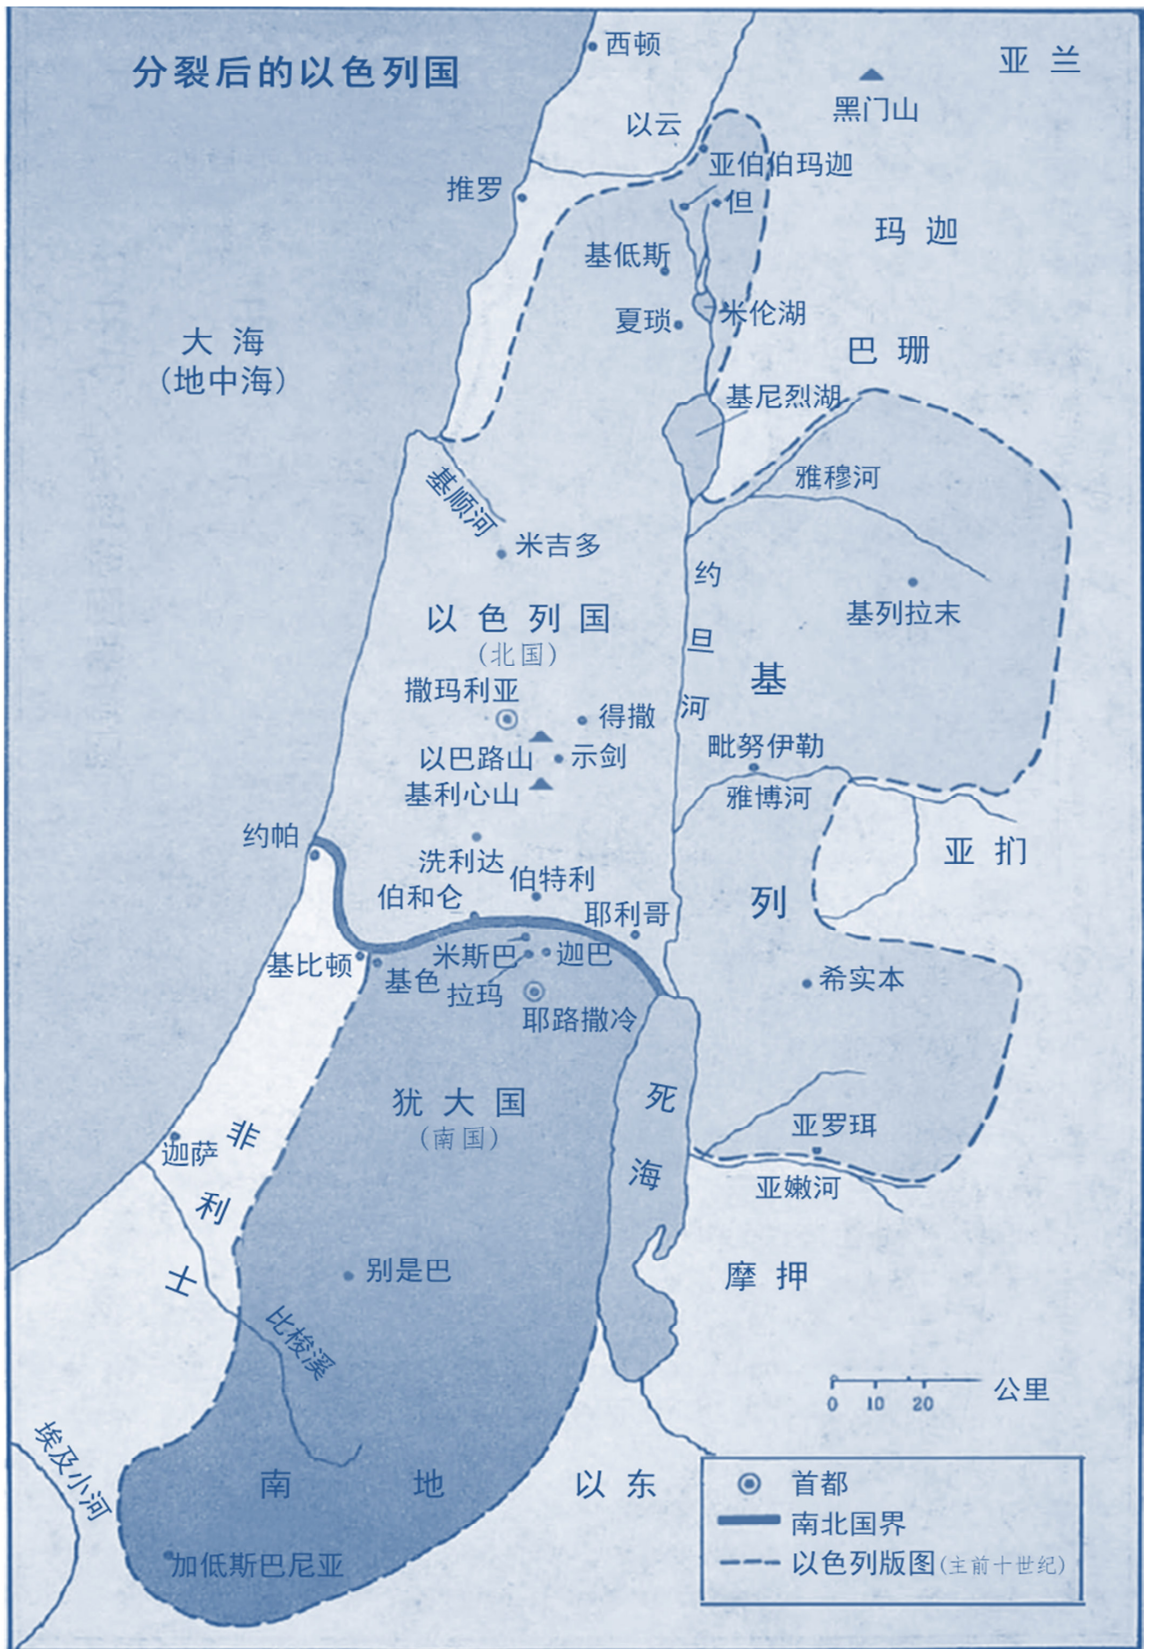 分裂后的以色列国
西顿
亚兰
黑门山
以云
亚伯伯玛迦
推罗
但
玛迦
基低斯
米伦湖
夏琐
大海
(地中海)
巴珊
基尼烈湖
雅穆河
基顺河
米吉多
约旦河
基列拉末
以色列国
(北国)
基列
撒玛利亚
得撒
毗努伊勒
以巴路山
示剑
基利心山
雅博河
约帕
亚扪
洗利达
伯特利
伯和仑
耶利哥
米斯巴
迦巴
基比顿
基色
拉玛
希实本
耶路撒冷
犹大国
(南国)
死海
亚罗珥
迦萨
非利士
亚嫩河
别是巴
摩押
比梭溪
公里
0 10 20
埃及小河
南地
以东
加低斯巴尼亚
首都
南北国界
以色列版图(主前十世纪)